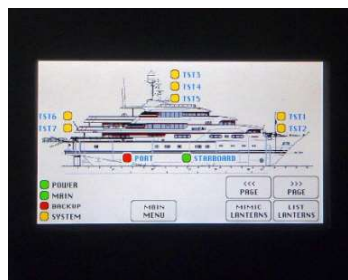 TST3
TST4
TST5
TST6
TST7
TST1
TST2
PORT
STARBOARD
POWER
MAIN
BACKUP
SYSTEM
MAIN
MENU
<<<
PAGE
>>>
PAGE
MIMIC
LANTERNS
LIST
LANTERNS